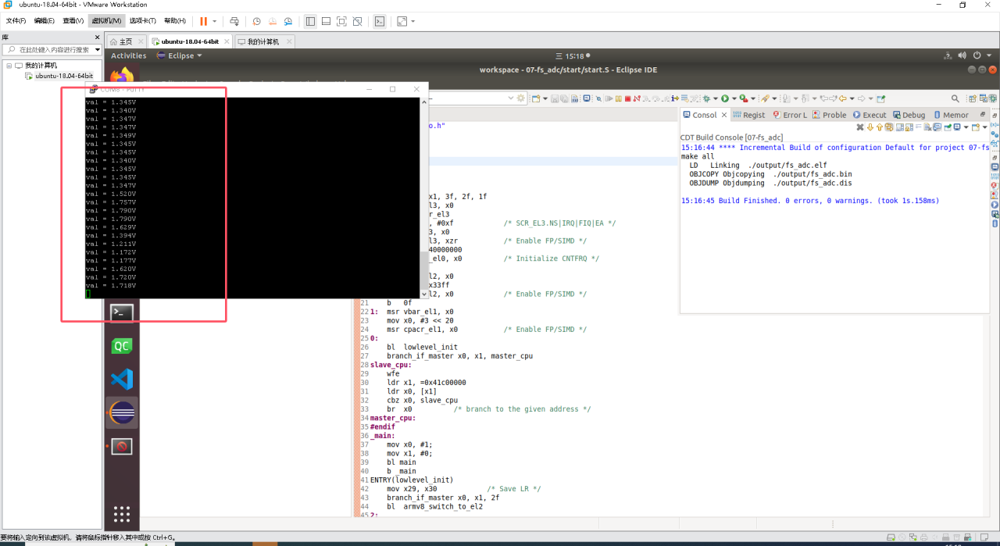 ubuntu-18.04-64bit - VMware Workstation
文件(F) 编辑(E) 查看(V) 虚拟机(M) 选项卡(T) 帮助(H)
库
主页 ubuntu-18.04-64bit 我的计算机
在此处键入内容进行搜索
Activities Eclipse 三 15:18
我的计算机
ubuntu-18.04-64bit
workspace - 07-fs_adc/start/start.S - Eclipse IDE
COM8 - PuTTY
val = 1.345V
val = 1.340V
val = 1.347V
val = 1.347V
val = 1.349V
val = 1.345V
val = 1.345V
val = 1.340V
val = 1.345V
val = 1.345V
val = 1.347V
val = 1.520V
val = 1.757V
val = 1.790V
val = 1.790V
val = 1.629V
val = 1.394V
val = 1.211V
val = 1.172V
val = 1.177V
val = 1.620V
val = 1.720V
val = 1.718V
o.h"
x1, 3f, 2f, 1f
l3, x0
r_el3
, #0xf /* SCR_EL3.NS|IRQ|FIQ|EA */
3, x0
l3, xzr /* Enable FP/SIMD */
40000000
_el0, x0 /* Initialize CNTFRQ */
l2, x0
x33ff
l2, x0 /* Enable FP/SIMD */
21 b 0f
22 1: msr vbar_el1, x0
23 mov x0, #3 << 20
24 msr cpacr_el1, x0 /* Enable FP/SIMD */
25 0:
26 bl lowlevel_init
27 branch_if_master x0, x1, master_cpu
28 slave_cpu:
29 wfe
30 ldr x1, =0x41c00000
31 ldr x0, [x1]
32 cbz x0, slave_cpu
33 br x0 /* branch to the given address */
34 master_cpu:
35 #endif
36 _main:
37 mov x0, #1;
38 mov x1, #0;
39 bl main
40 b _main
41 ENTRY(lowlevel_init)
42 mov x29, x30 /* Save LR */
43 branch_if_master x0, x1, 2f
44 bl armv8_switch_to_el2
45 2:
Consol Regist Error L Proble Execut Debug Memor
CDT Build Console [07-fs_adc]
15:16:44 **** Incremental Build of configuration Default for project 07-fs
make all
LD Linking ./output/fs_adc.elf
OBJCOPY Objcopying ./output/fs_adc.bin
OBJDUMP Objdumping ./output/fs_adc.dis
15:16:45 Build Finished. 0 errors, 0 warnings. (took 1s.158ms)
QC
要将输入定向到该虚拟机，请将鼠标指针移入其中或按 Ctrl+G。